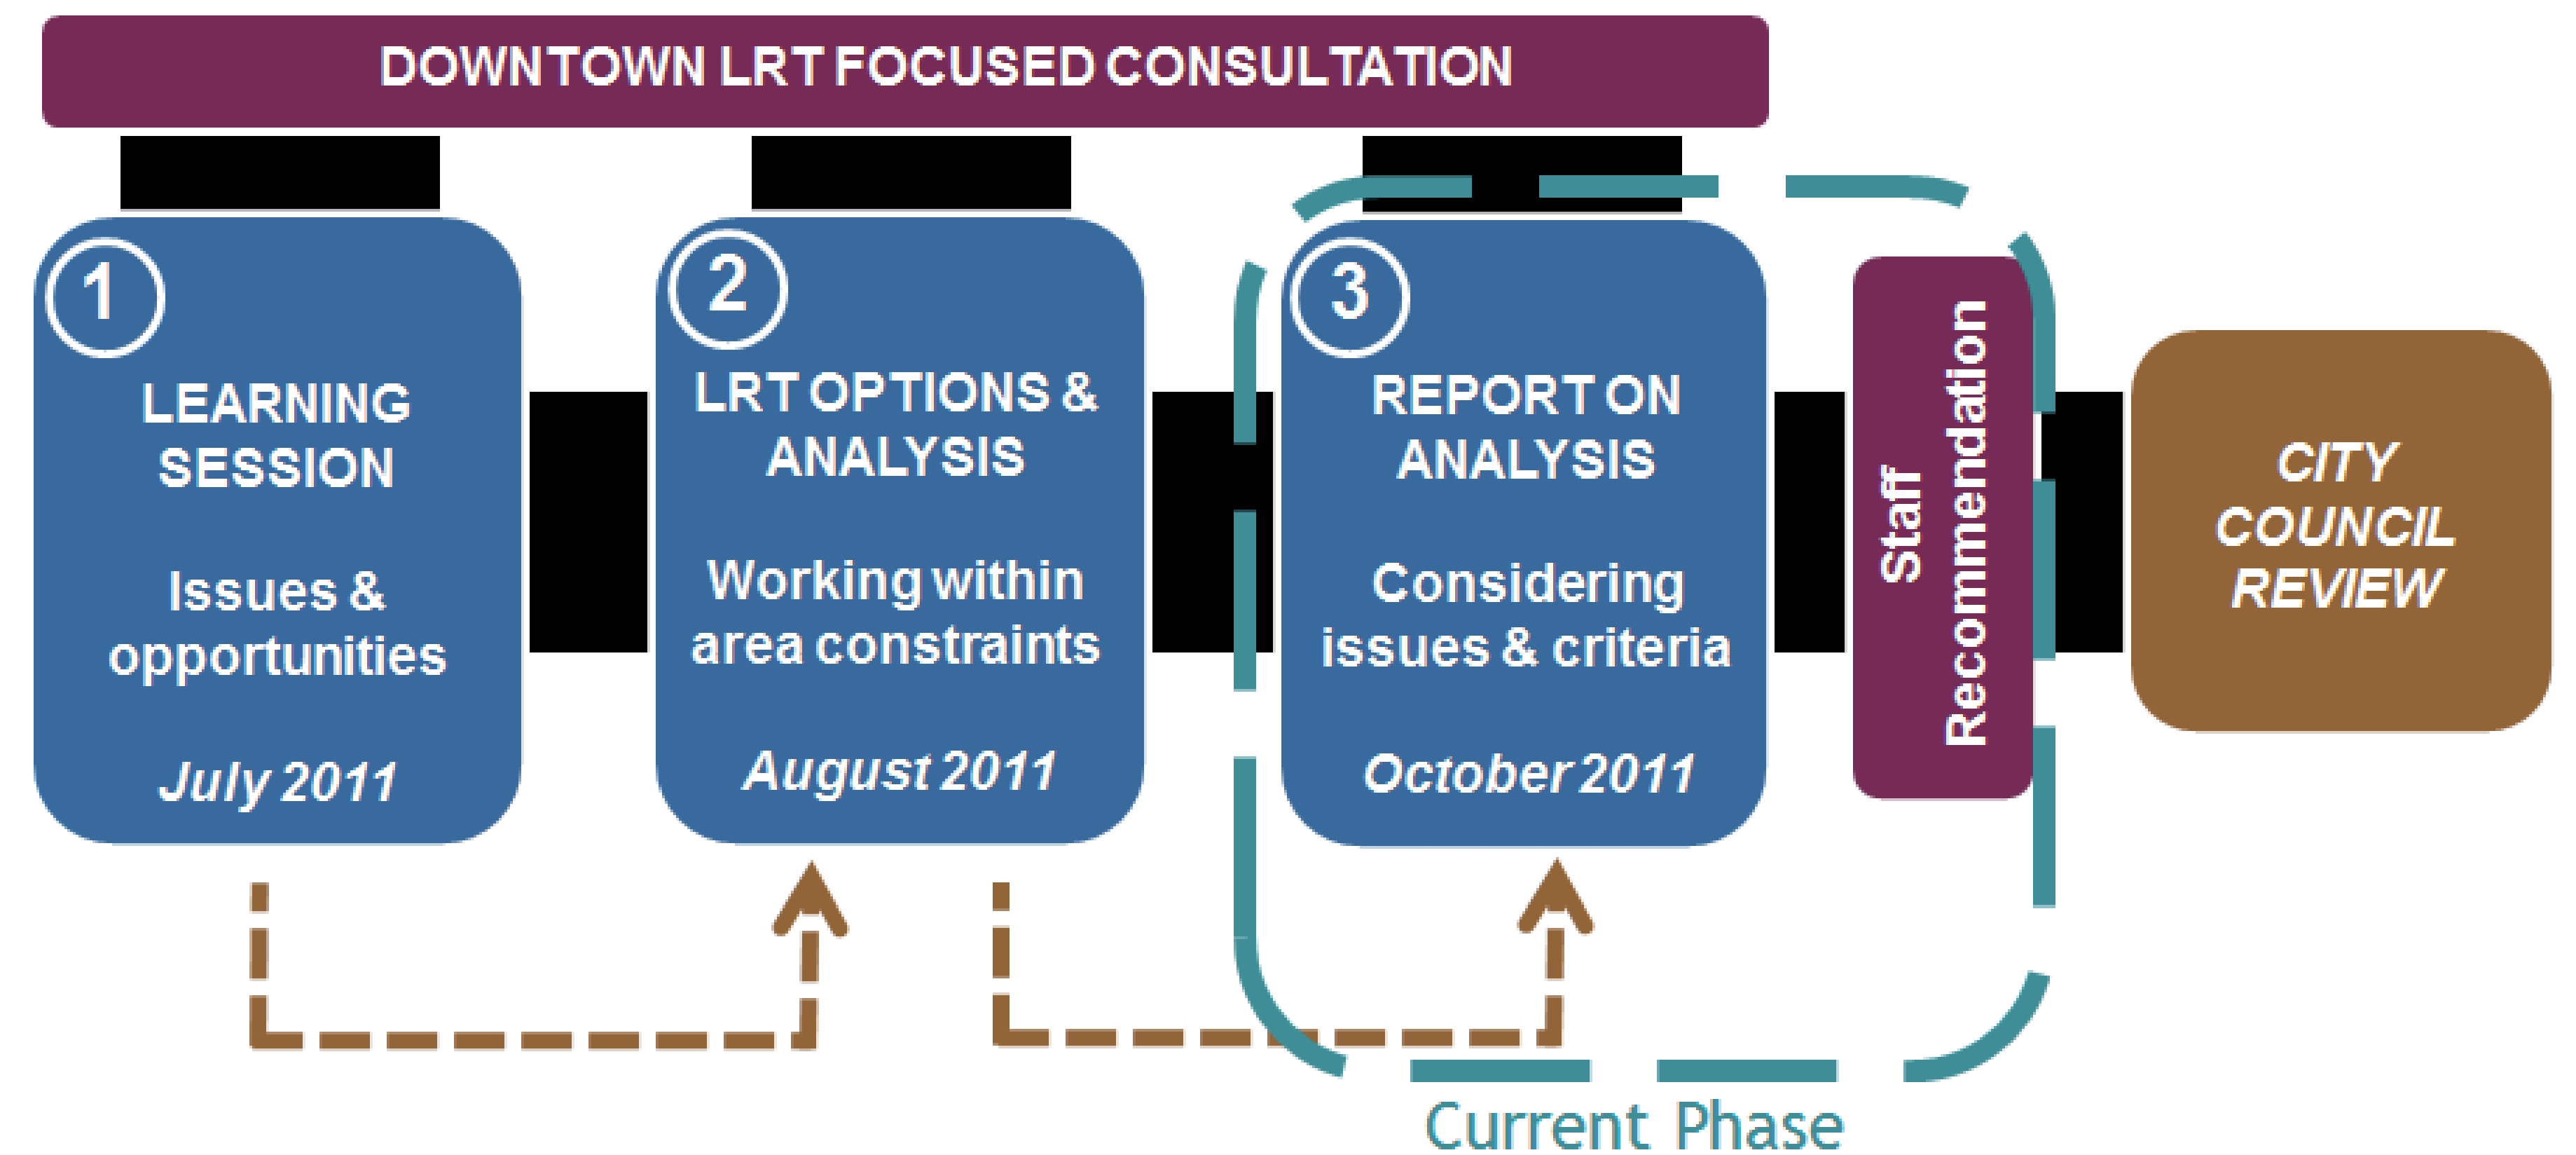 DOWNTOWN LRT FOCUSED CONSULTATION
1
LEARNING
SESSION
Issues &
opportunities
July 2011
2
LRT OPTIONS &
ANALYSIS
Working within
area constraints
August 2011
3
REPORT ON
ANALYSIS
Considering
issues & criteria
October 2011
Staff
Recommendation
CITY
COUNCIL
REVIEW
Current Phase